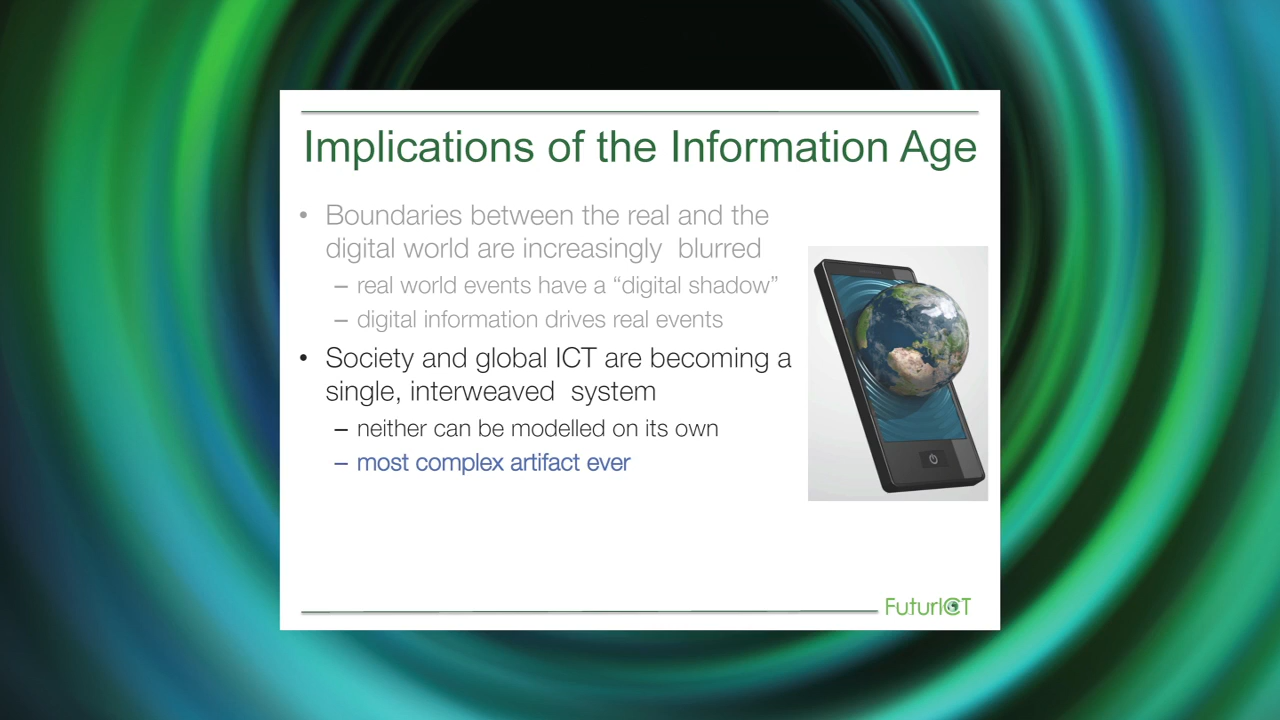 Implications of the Information Age
• Boundaries between the real and the
digital world are increasingly blurred
– real world events have a “digital shadow”
– digital information drives real events
• Society and global ICT are becoming a
single, interweaved system
– neither can be modelled on its own
– most complex artifact ever
FuturICT